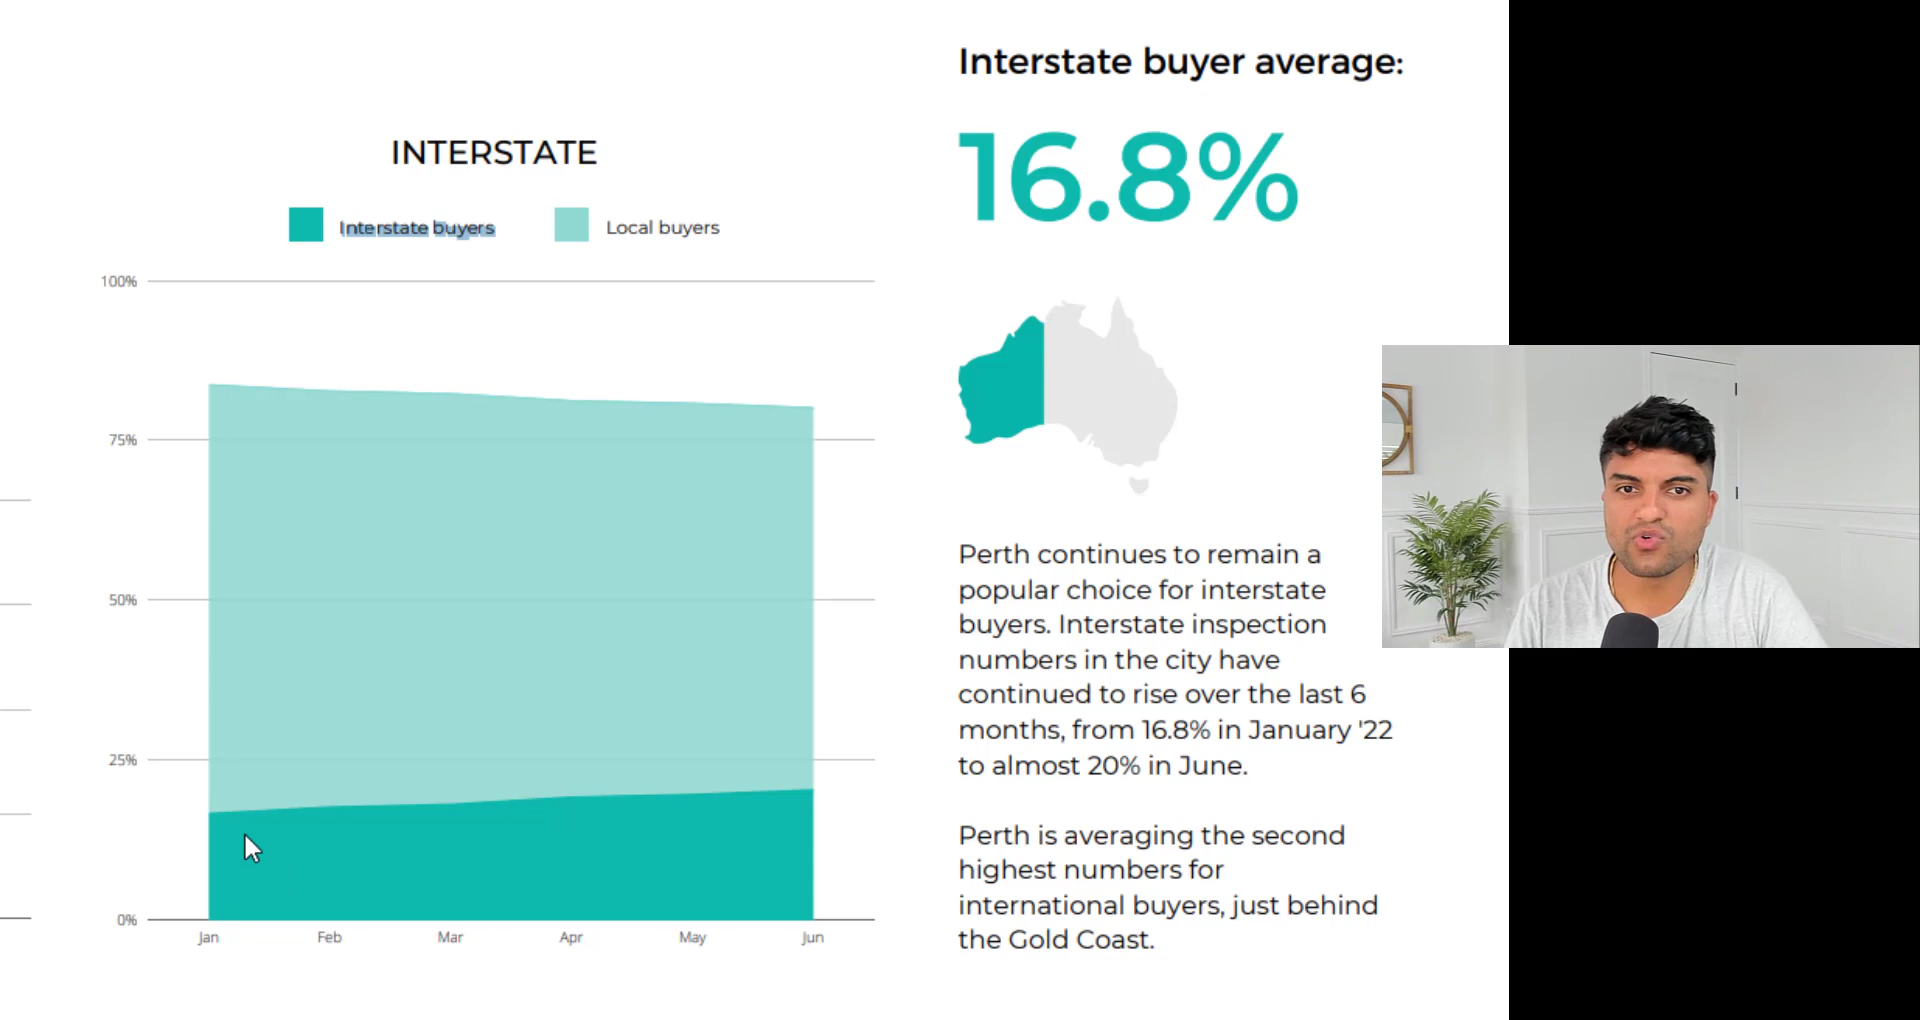 INTERSTATE
Interstate buyers
Local buyers
100%
75%
50%
25%
0%
Jan
Feb
Mar
Apr
May
Jun
Interstate buyer average:
16.8%
Perth continues to remain a
popular choice for interstate
buyers. Interstate inspection
numbers in the city have
continued to rise over the last 6
months, from 16.8% in January '22
to almost 20% in June.
Perth is averaging the second
highest numbers for
international buyers, just behind
the Gold Coast.